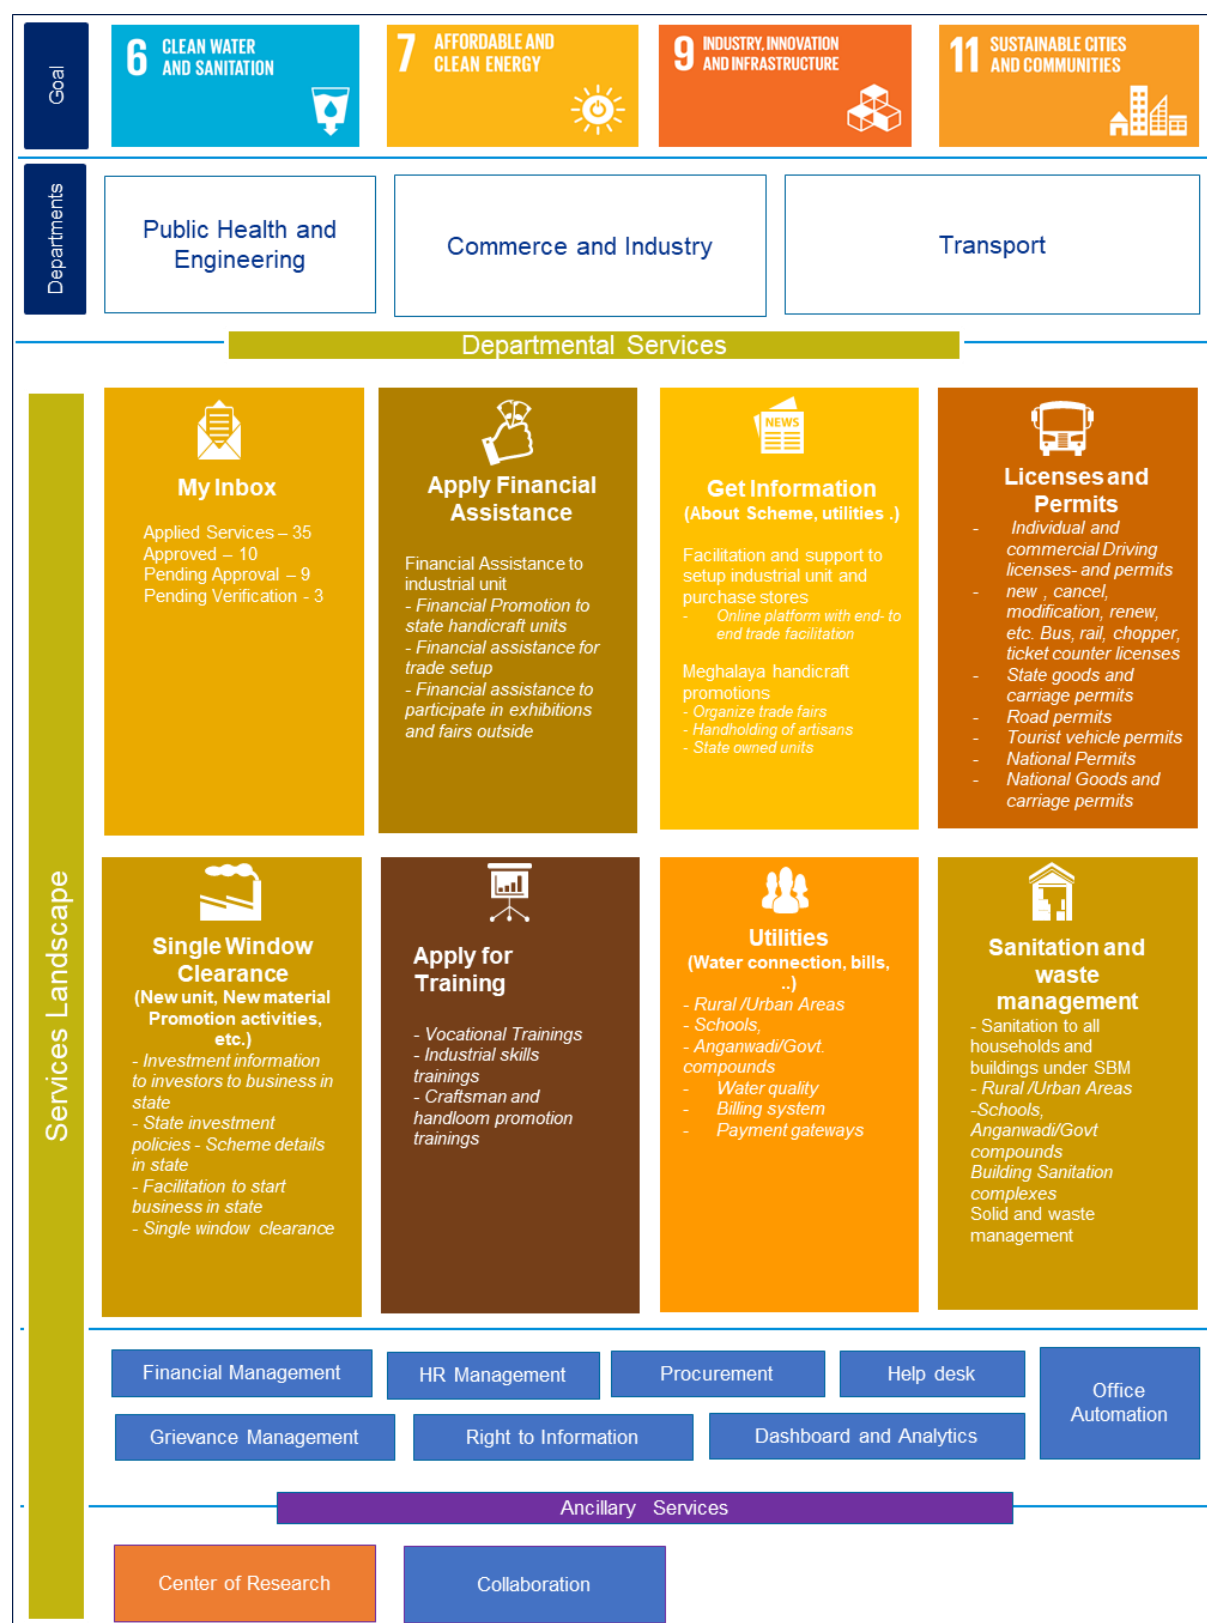 Goal
6 CLEAN WATER
AND SANITATION
7 AFFORDABLE AND
CLEAN ENERGY
9 INDUSTRY, INNOVATION
AND INFRASTRUCTURE
11 SUSTAINABLE CITIES
AND COMMUNITIES
Departments
Public Health and
Engineering
Commerce and Industry
Transport
Departmental Services
Services Landscape
My Inbox
Applied Services – 35
Approved – 10
Pending Approval – 9
Pending Verification - 3
Apply Financial
Assistance
Financial Assistance to
industrial unit
- Financial Promotion to
state handicraft units
- Financial assistance for
trade setup
- Financial assistance to
participate in exhibitions
and fairs outside
NEWS
Get Information
(About Scheme, utilities .)
Facilitation and support to
setup industrial unit and
purchase stores
- Online platform with end- to
end trade facilitation
Meghalaya handicraft
promotions
- Organize trade fairs
- Handholding of artisans
- State owned units
Licenses and
Permits
- Individual and
commercial Driving
licenses- and permits
- new , cancel,
modification, renew,
etc. Bus, rail, chopper,
ticket counter licenses
- State goods and
carriage permits
- Road permits
- Tourist vehicle permits
- National Permits
- National Goods and
carriage permits
Single Window
Clearance
(New unit, New material
Promotion activities,
etc.)
- Investment information
to investors to business in
state
- State investment
policies - Scheme details
in state
- Facilitation to start
business in state
- Single window clearance
Apply for
Training
- Vocational Trainings
- Industrial skills
trainings
- Craftsman and
handloom promotion
trainings
Utilities
(Water connection, bills,
..)
- Rural /Urban Areas
- Schools,
- Anganwadi/Govt.
compounds
- Water quality
- Billing system
- Payment gateways
Sanitation and
waste
management
- Sanitation to all
households and
buildings under SBM
- Rural /Urban Areas
-Schools,
Anganwadi/Govt
compounds
Building Sanitation
complexes
Solid and waste
management
Financial Management
HR Management
Procurement
Help desk
Office
Automation
Grievance Management
Right to Information
Dashboard and Analytics
Ancillary Services
Center of Research
Collaboration